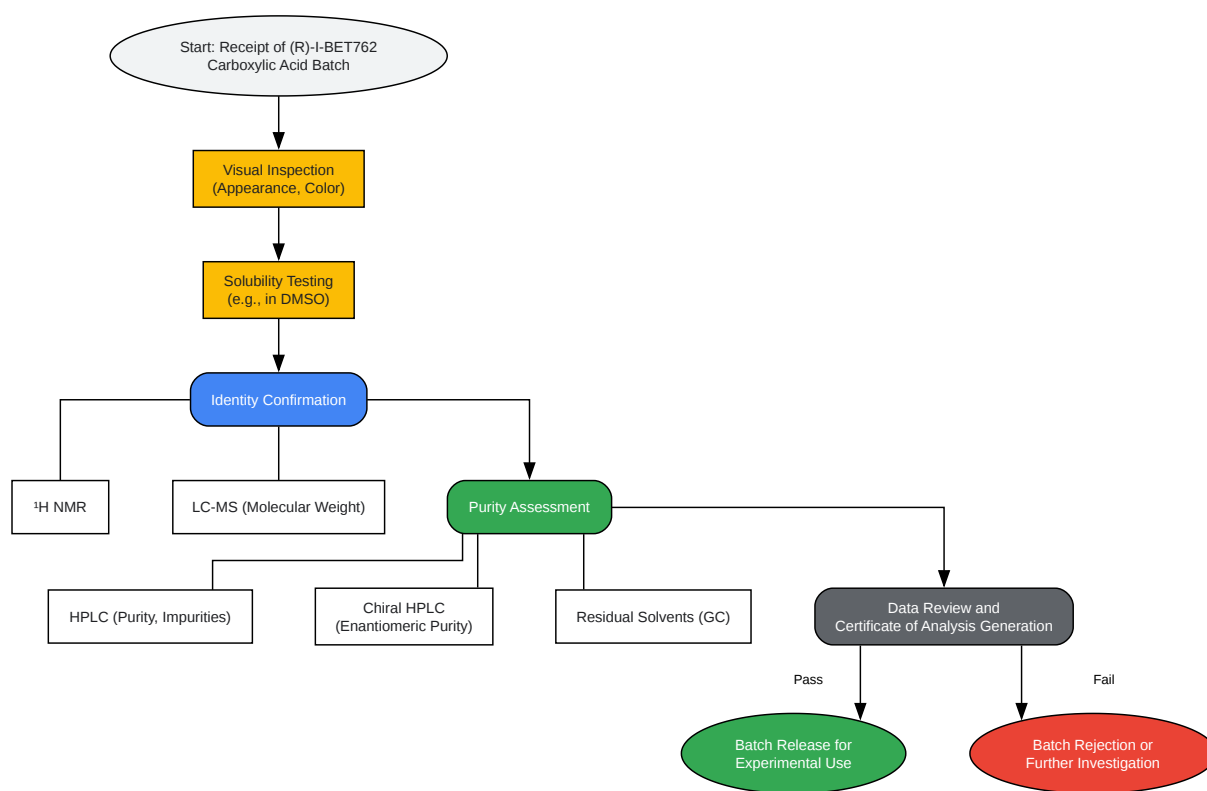 Start: Receipt of (R)-I-BET762
Carboxylic Acid Batch
Visual Inspection
(Appearance, Color)
Solubility Testing
(e.g., in DMSO)
Identity Confirmation
¹H NMR
LC-MS (Molecular Weight)
Purity Assessment
HPLC (Purity, Impurities)
Chiral HPLC
(Enantiomeric Purity)
Residual Solvents (GC)
Data Review and
Certificate of Analysis Generation
Pass
Fail
Batch Release for
Experimental Use
Batch Rejection or
Further Investigation